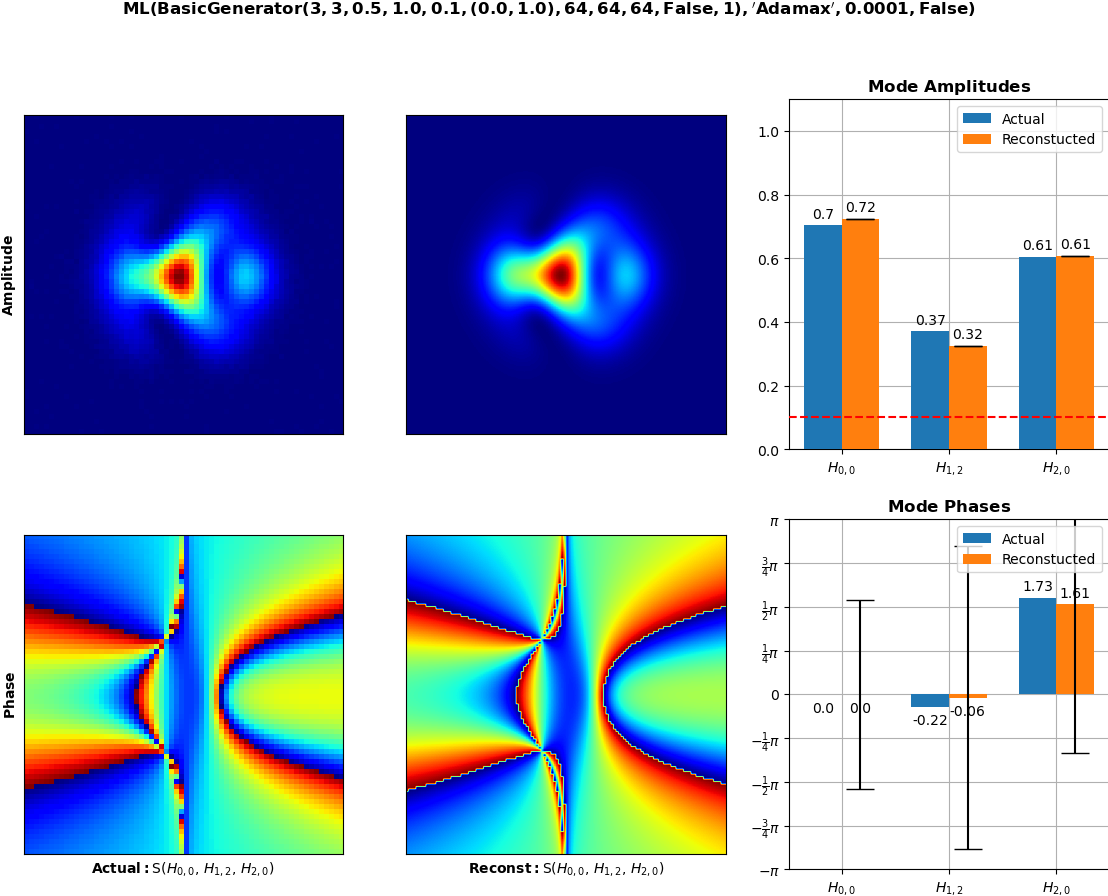 ML(BasicGenerator(3, 3, 0.5, 1.0, 0.1, (0.0, 1.0), 64, 64, 64, False, 1), ′Adamax′, 0.0001, False)
Amplitude
Mode Amplitudes
Actual
Reconstucted
1.0
0.8
0.6
0.4
0.2
0.0
0.7
0.72
0.37
0.32
0.61
0.61
H0,0
H1,2
H2,0
Phase
Actual: S(H0,0, H1,2, H2,0)
Reconst: S(H0,0, H1,2, H2,0)
Mode Phases
Actual
Reconstucted
π
3/4π
1/2π
1/4π
0
−1/4π
−1/2π
−3/4π
−π
0.0
0.0
-0.22
-0.06
1.73
1.61
H0,0
H1,2
H2,0